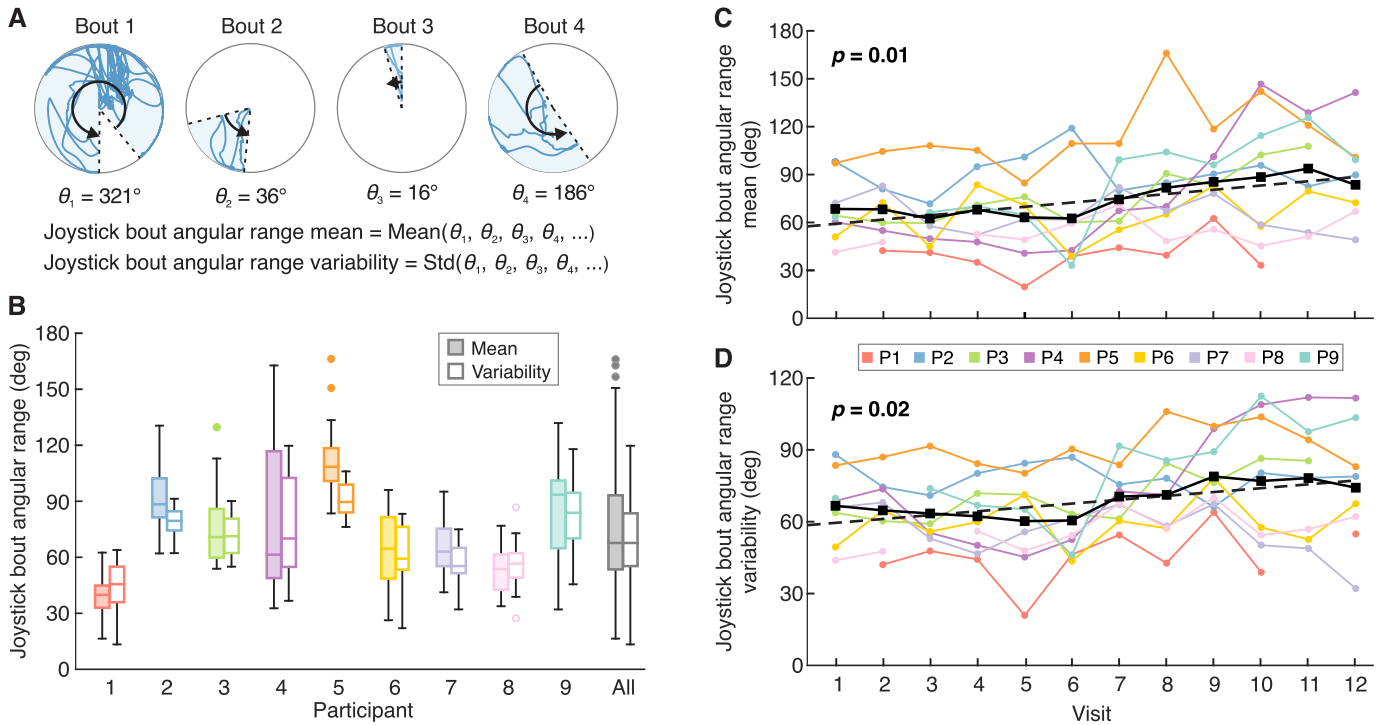 A
Bout 1
Bout 2
Bout 3
Bout 4
θ1 = 321°
θ2 = 36°
θ3 = 16°
θ4 = 186°
Joystick bout angular range mean = Mean(θ1, θ2, θ3, θ4, ...)
Joystick bout angular range variability = Std(θ1, θ2, θ3, θ4, ...)
B
Joystick bout angular range (deg)
180
150
120
90
60
30
0
Mean
Variability
1 2 3 4 5 6 7 8 9 All
Participant
C
Joystick bout angular range
mean (deg)
180
150
120
90
60
30
0
p = 0.01
D
P1 P2 P3 P4 P5 P6 P7 P8 P9
Joystick bout angular range
variability (deg)
120
90
60
30
0
p = 0.02
1 2 3 4 5 6 7 8 9 10 11 12
Visit